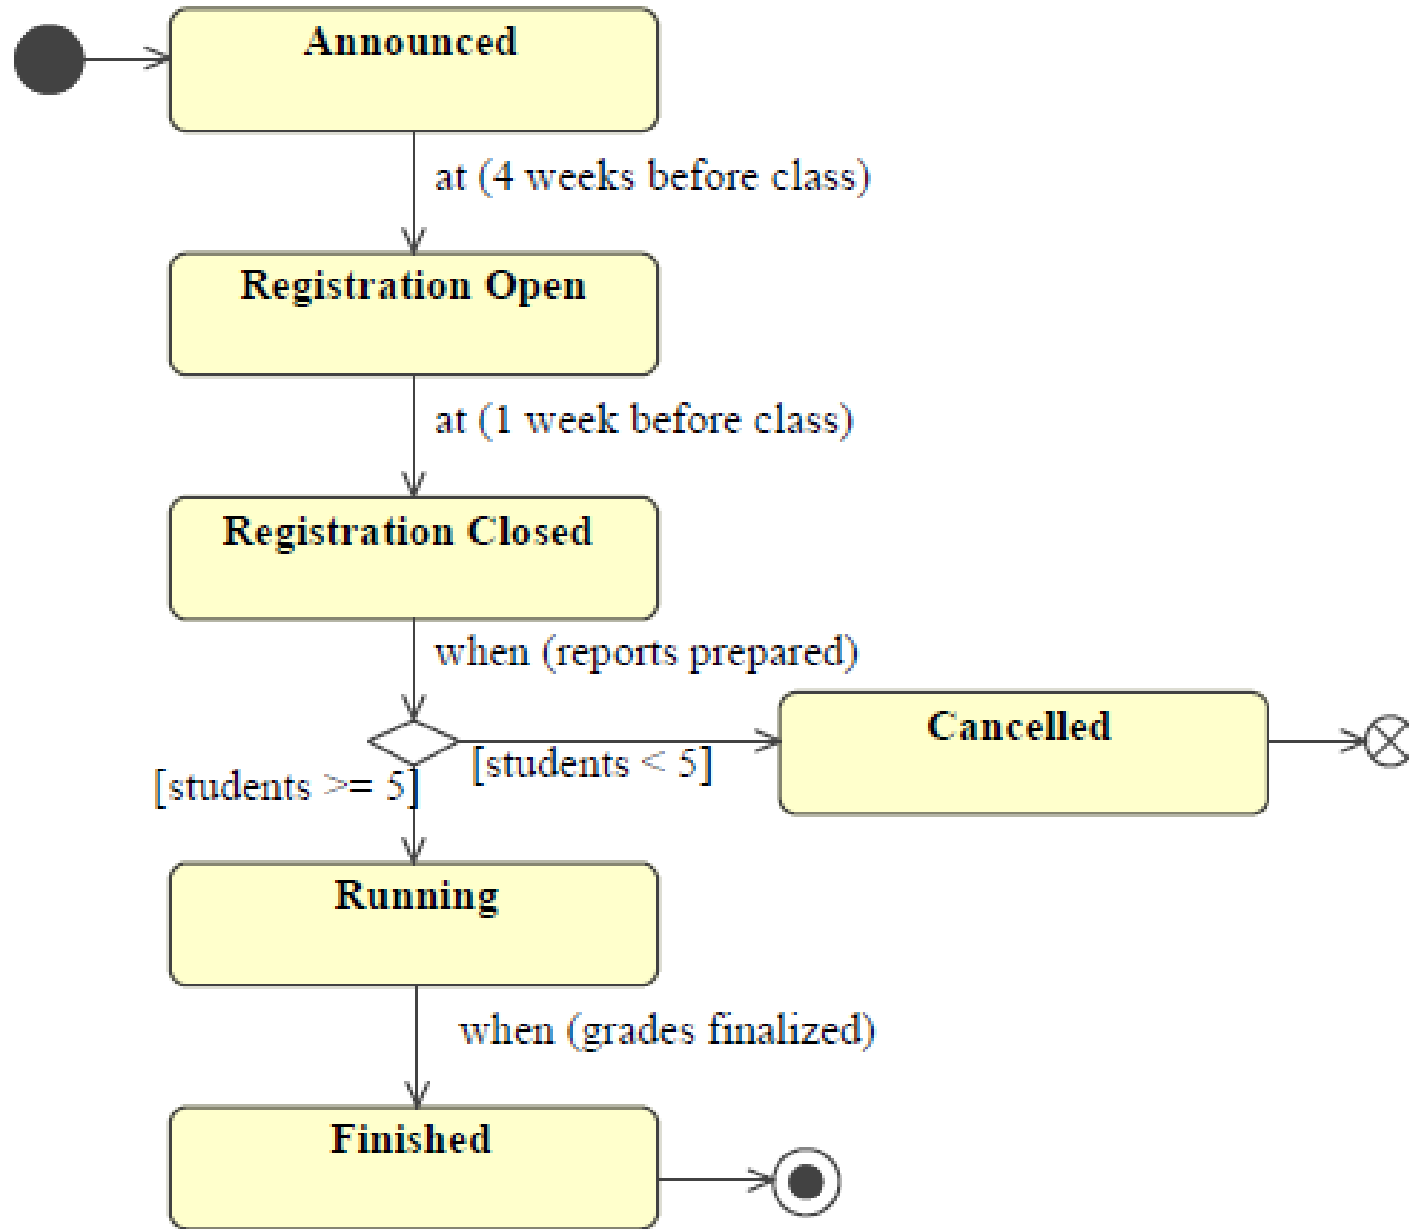 Announced
at (4 weeks before class)
Registration Open
at (1 week before class)
Registration Closed
when (reports prepared)
Cancelled
[students < 5]
[students >= 5]
Running
when (grades finalized)
Finished